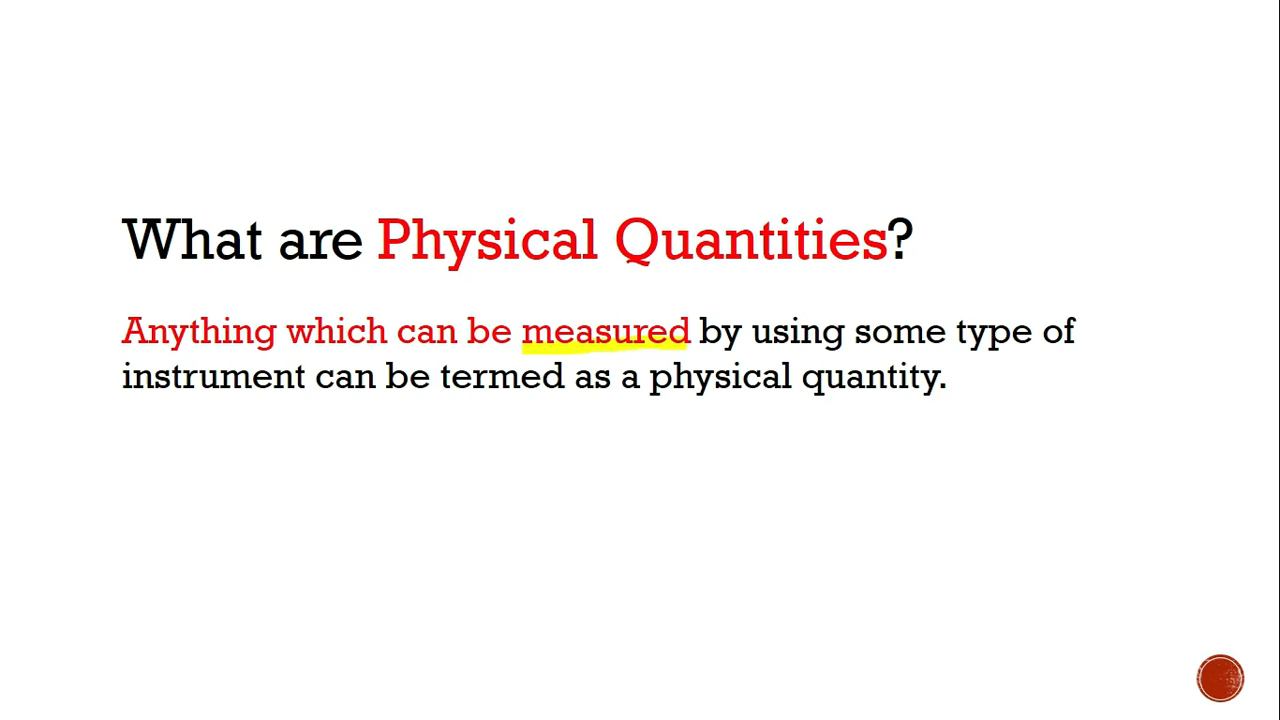 What are Physical Quantities?
Anything which can be measured by using some type of
instrument can be termed as a physical quantity.